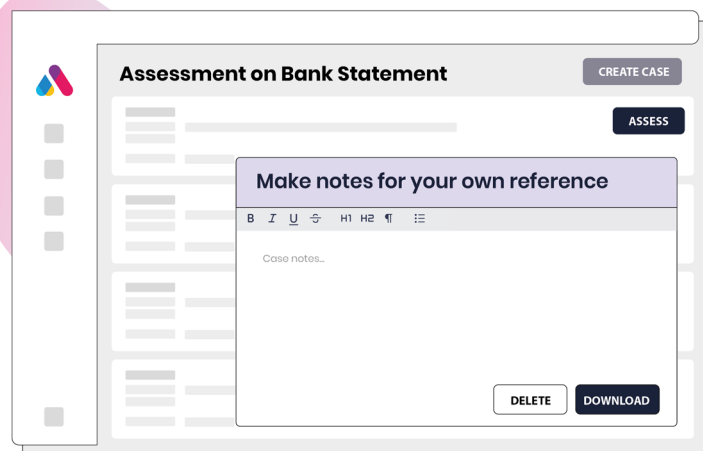 Assessment on Bank Statement
CREATE CASE
ASSESS
Make notes for your own reference
B I U S H1 H2 ¶
Case notes...
DELETE
DOWNLOAD